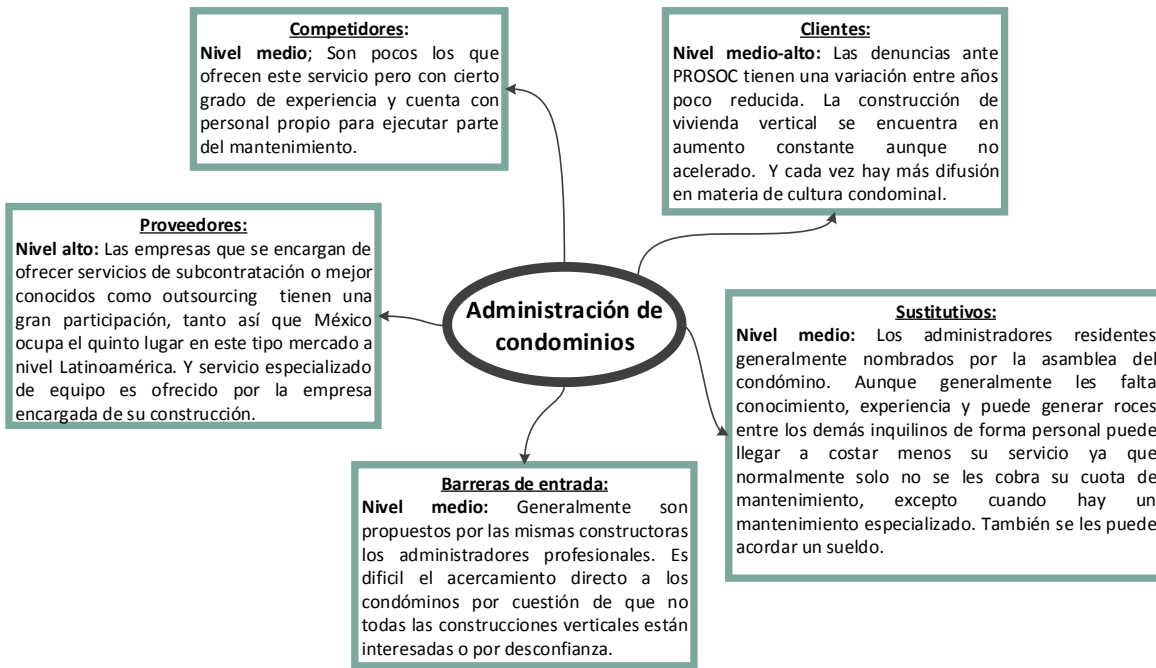 Competidores:
Nivel medio; Son pocos los que
ofrecen este servicio pero con cierto
grado de experiencia y cuenta con
personal propio para ejecutar parte
del mantenimiento.
Clientes:
Nivel medio-alto: Las denuncias ante
PROSOC tienen una variación entre años
poco reducida. La construcción de
vivienda vertical se encuentra en
aumento constante aunque no
acelerado. Y cada vez hay más difusión
en materia de cultura condominal.
Proveedores:
Nivel alto: Las empresas que se encargan de
ofrecer servicios de subcontratación o mejor
conocidos como outsourcing tienen una
gran participación, tanto así que México
ocupa el quinto lugar en este tipo mercado a
nivel Latinoamérica. Y servicio especializado
de equipo es ofrecido por la empresa
encargada de su construcción.
Administración de
condominios
Sustitutivos:
Nivel medio: Los administradores residentes
generalmente nombrados por la asamblea del
condómino. Aunque generalmente les falta
conocimiento, experiencia y puede generar roces
entre los demás inquilinos de forma personal puede
llegar a costar menos su servicio ya que
normalmente solo no se les cobra su cuota de
mantenimiento, excepto cuando hay un
mantenimiento especializado. También se les puede
acordar un sueldo.
Barreras de entrada:
Nivel medio: Generalmente son
propuestos por las mismas constructoras
los administradores profesionales. Es
dificil el acercamiento directo a los
condóminos por cuestión de que no
todas las construcciones verticales están
interesadas o por desconfianza.